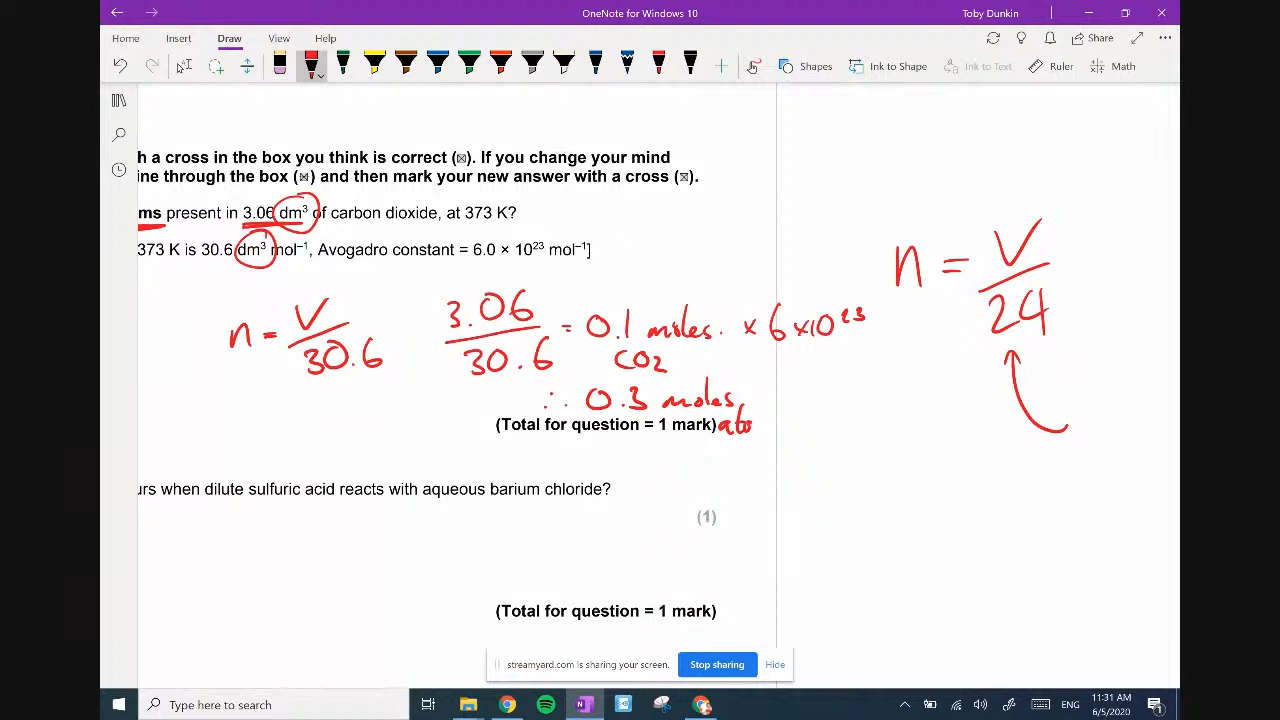 OneNote for Windows 10
Toby Dunkin
Home Insert Draw View Help
Share
Shapes Ink to Shape Ink to Text Ruler Math
h a cross in the box you think is correct (☒). If you change your mind
ine through the box (☒) and then mark your new answer with a cross (☒).
ms present in 3.06 dm³ of carbon dioxide, at 373 K?
373 K is 30.6 dm³ mol⁻¹, Avogadro constant = 6.0 × 10²³ mol⁻¹]
n = V/24
n = V/30.6
3.06/30.6 = 0.1 moles. × 6×10²³
CO2
∴ 0.3 moles
(Total for question = 1 mark) ato
urs when dilute sulfuric acid reacts with aqueous barium chloride?
(1)
(Total for question = 1 mark)
streamyard.com is sharing your screen. Stop sharing Hide
Type here to search
ENG
11:31 AM
6/5/2020
1